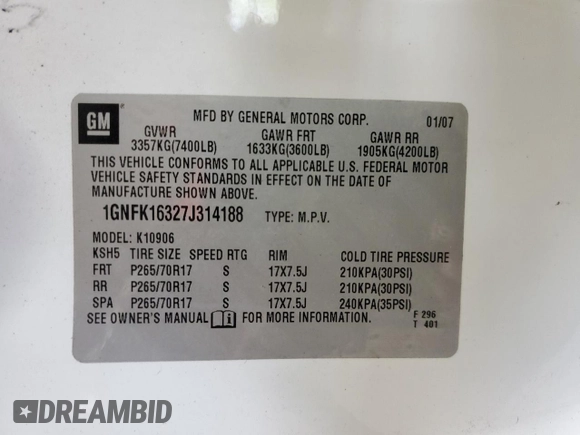 GM
MFD BY GENERAL MOTORS CORP. 01/07
GVWR GAWR FRT GAWR RR
3357KG(7400LB) 1633KG(3600LB) 1905KG(4200LB)
THIS VEHICLE CONFORMS TO ALL APPLICABLE U.S. FEDERAL MOTOR
VEHICLE SAFETY STANDARDS IN EFFECT ON THE DATE OF
MANUFACTURE SHOWN ABOVE.
1GNFK16327J314188 TYPE: M.P.V.
MODEL: K10906
KSH5 TIRE SIZE SPEED RTG RIM COLD TIRE PRESSURE
FRT P265/70R17 S 17X7.5J 210KPA(30PSI)
RR P265/70R17 S 17X7.5J 210KPA(30PSI)
SPA P265/70R17 S 17X7.5J 240KPA(35PSI)
SEE OWNER'S MANUAL FOR MORE INFORMATION. F 296
T 401
DREAMBID